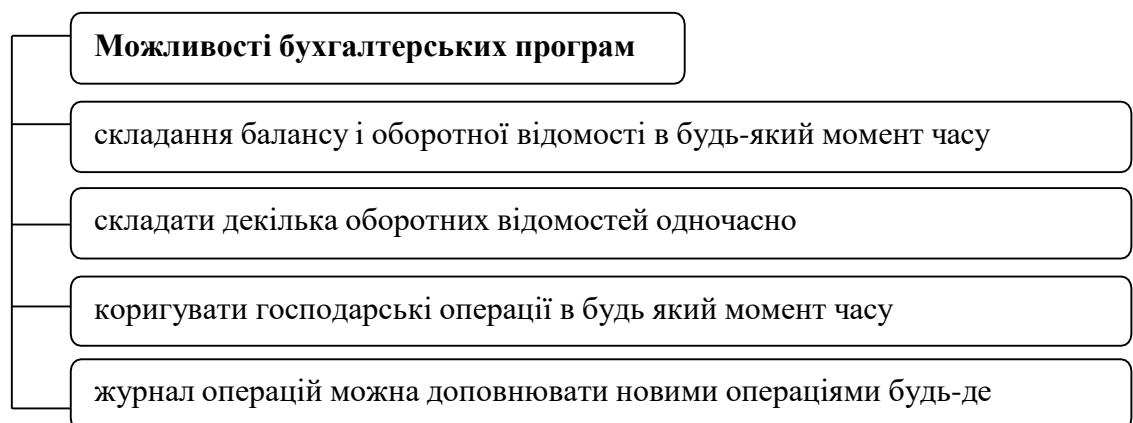 Можливості бухгалтерських програм
складання балансу і оборотної відомості в будь-який момент часу
складати декілька оборотних відомостей одночасно
коригувати господарські операції в будь який момент часу
журнал операцій можна доповнювати новими операціями будь-де